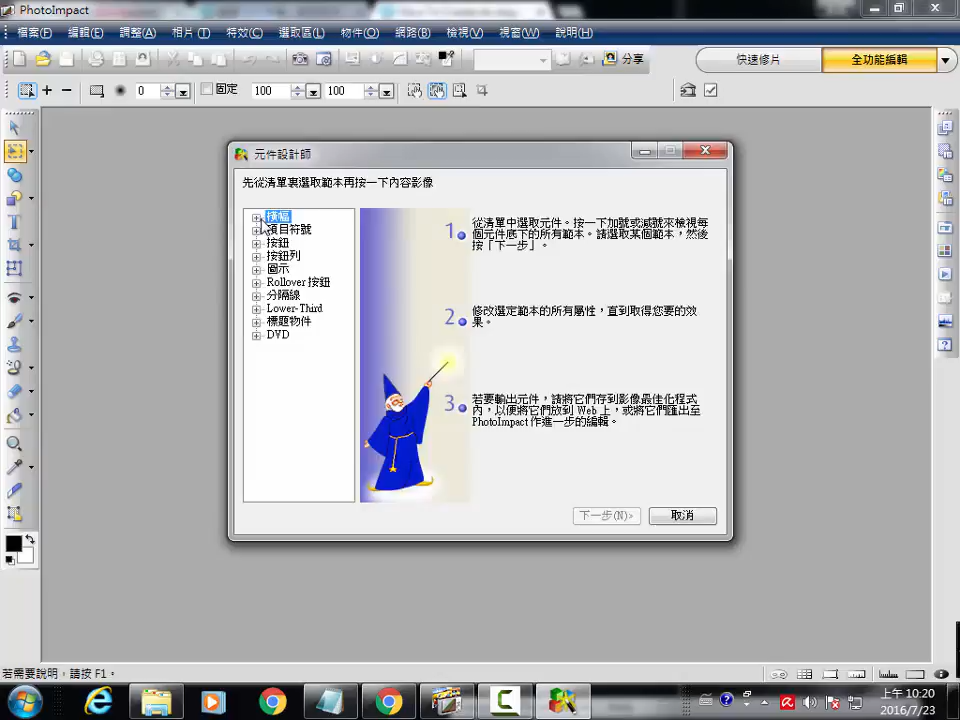 PhotoImpact
檔案(F) 編輯(E) 調整(A) 相片(T) 特效(C) 選取區(L) 物件(O) 網路(B) 檢視(V) 視窗(W) 說明(H)
分享 快速修片 全功能編輯
0 固定 100 100
元件設計師
先從清單裏選取範本再按一下內容影像
橫幅
項目符號
按鈕
按鈕列
圖示
Rollover 按鈕
分隔線
Lower-Third
標題物件
DVD
1 從清單中選取元件。按一下加號或減號來檢視每
個元件底下的所有範本。請選取某個範本，然後
按「下一步」。
2 修改選定範本的所有屬性，直到取得您要的效
果。
3 若要輸出元件，請將它們存到影像最佳化程式
內，以便將它們放到 Web 上，或將它們匯出至
PhotoImpact 作進一步的編輯。
下一步(N)> 取消
若需要說明，請按 F1。
上午 10:20
2016/7/23